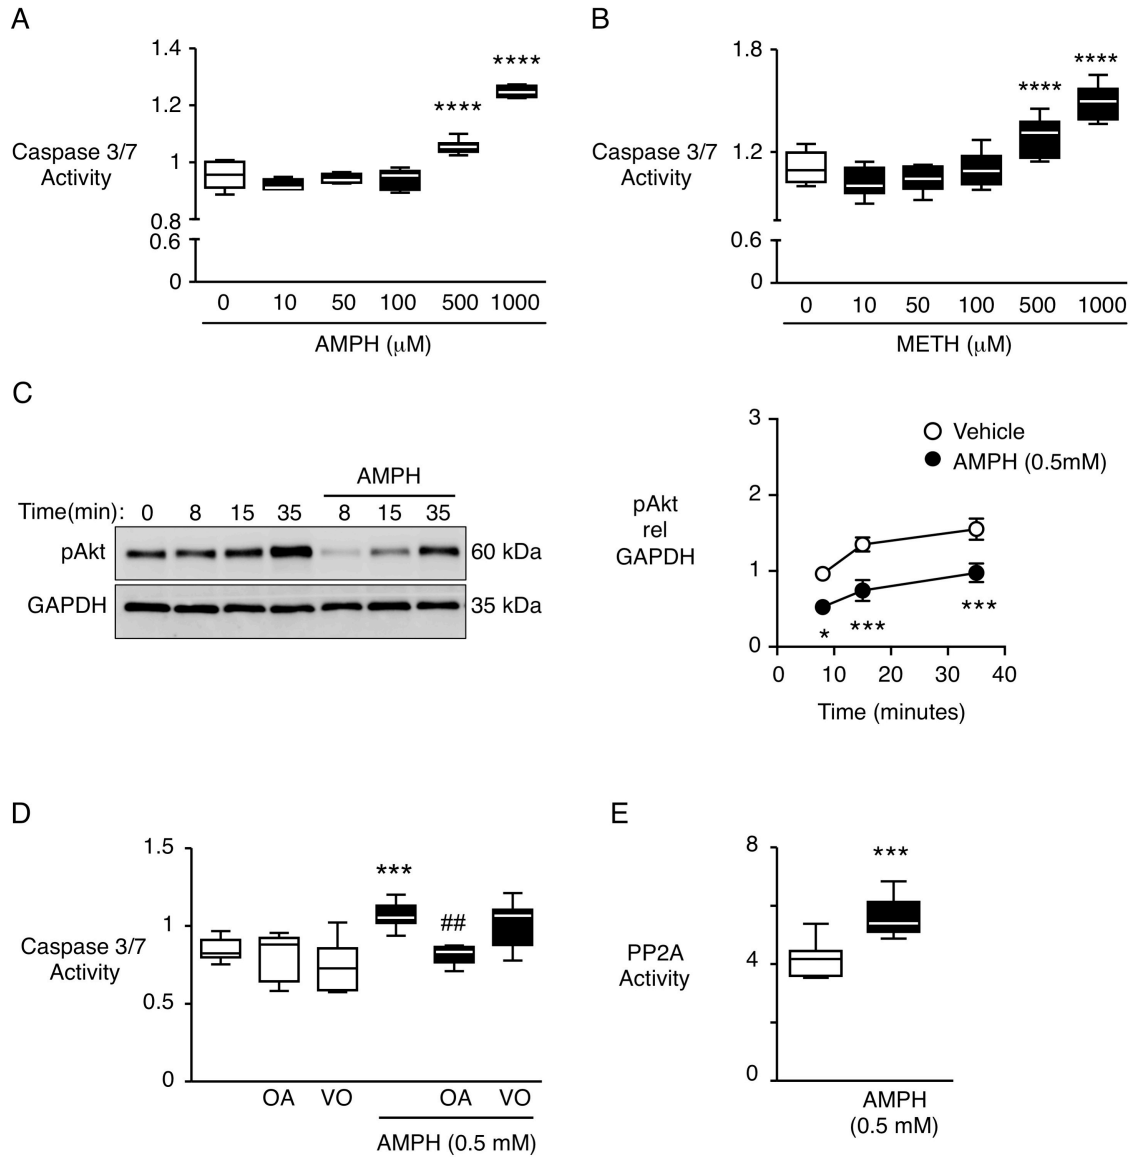 A
1.4
1.2
1
0.8
0.6
0
Caspase 3/7
Activity
****
****
0 10 50 100 500 1000
AMPH (μM)
B
1.8
1.2
0.6
0
Caspase 3/7
Activity
****
****
0 10 50 100 500 1000
METH (μM)
C
AMPH
Time(min): 0 8 15 35 8 15 35
pAkt 60 kDa
GAPDH 35 kDa
3
2
1
0
pAkt
rel
GAPDH
Vehicle
AMPH (0.5mM)
*
***
***
0 10 20 30 40
Time (minutes)
D
1.5
1
0.5
0
Caspase 3/7
Activity
***
##
OA VO OA VO
AMPH (0.5 mM)
E
8
4
0
PP2A
Activity
***
AMPH
(0.5 mM)